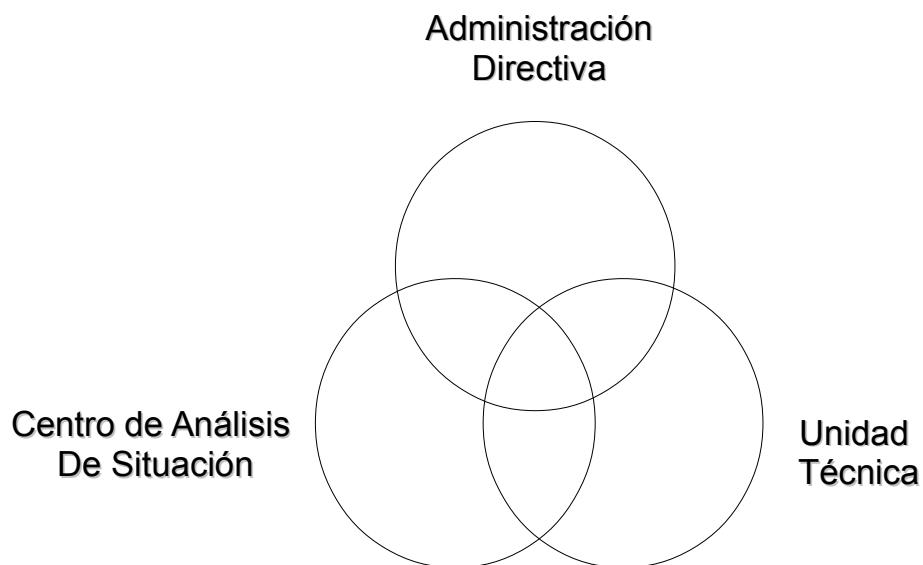 Administración
Directiva
Centro de Análisis
De Situación
Unidad
Técnica